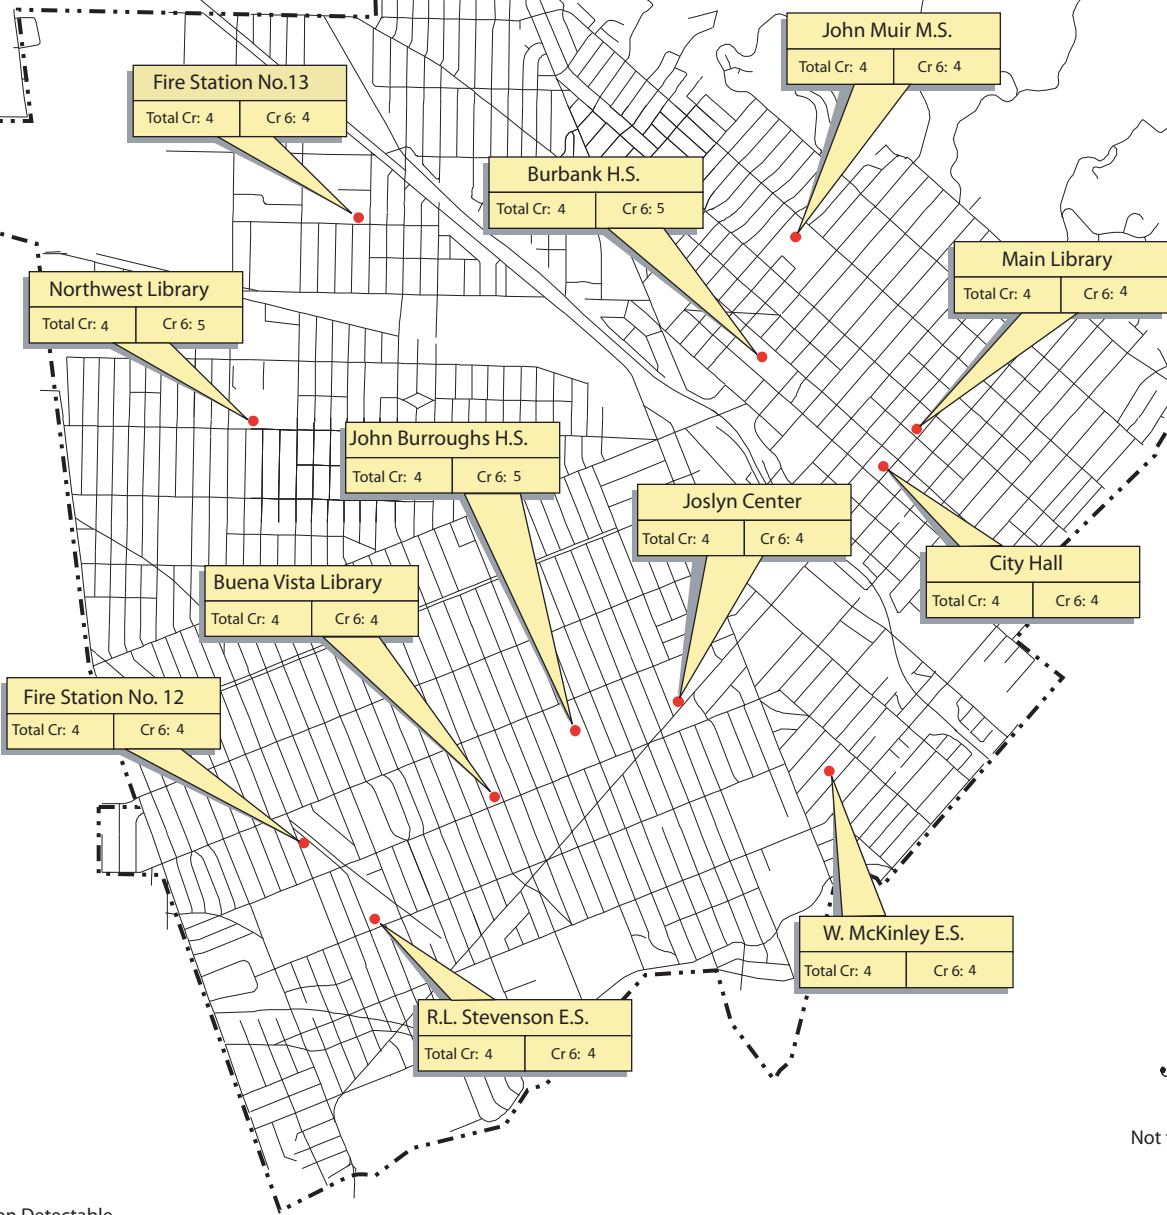 John Muir M.S.
Total Cr: 4 Cr 6: 4
Fire Station No.13
Total Cr: 4 Cr 6: 4
Burbank H.S.
Total Cr: 4 Cr 6: 5
Main Library
Total Cr: 4 Cr 6: 4
Northwest Library
Total Cr: 4 Cr 6: 5
John Burroughs H.S.
Total Cr: 4 Cr 6: 5
Joslyn Center
Total Cr: 4 Cr 6: 4
City Hall
Total Cr: 4 Cr 6: 4
Buena Vista Library
Total Cr: 4 Cr 6: 4
Fire Station No. 12
Total Cr: 4 Cr 6: 4
W. McKinley E.S.
Total Cr: 4 Cr 6: 4
R.L. Stevenson E.S.
Total Cr: 4 Cr 6: 4
Not
Detectable